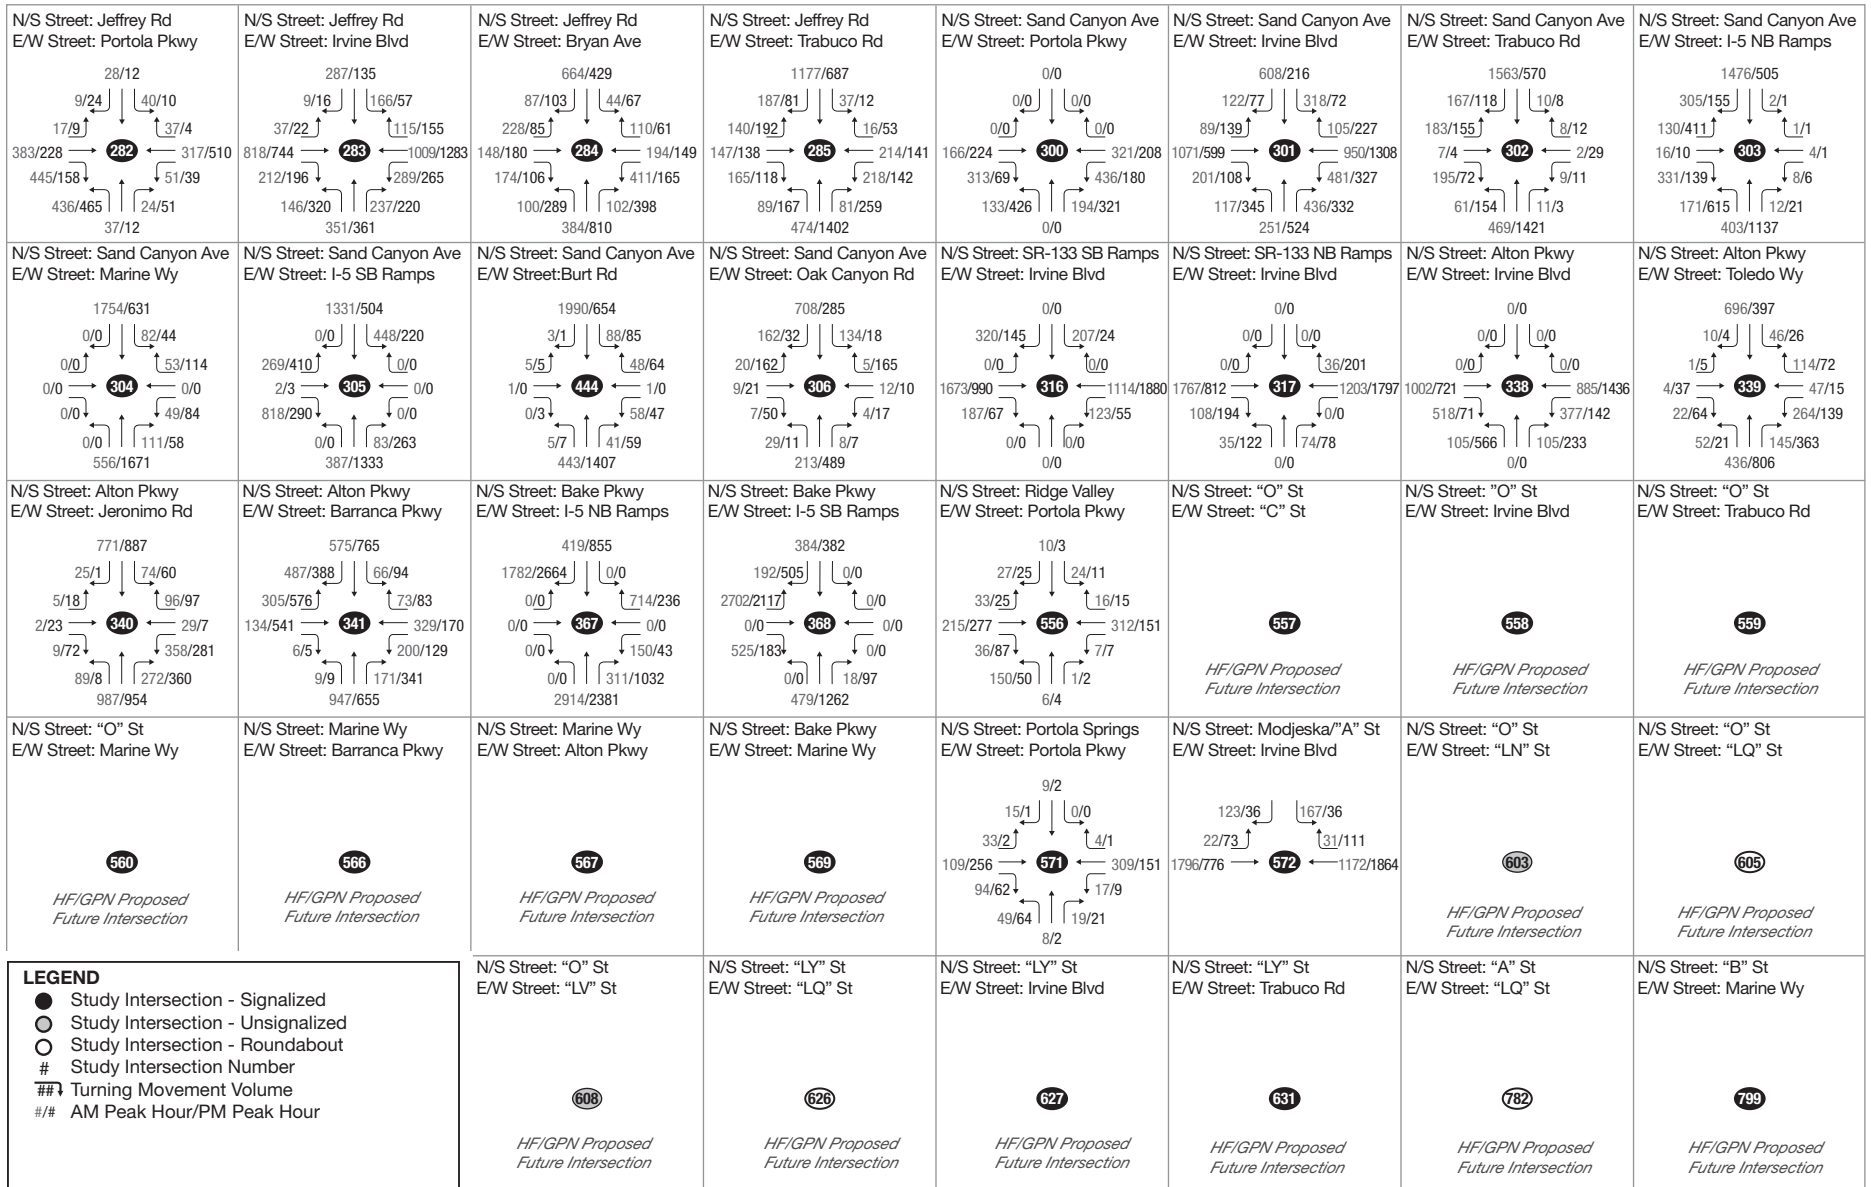 N/S Street: Jeffrey Rd
E/W Street: Portola Pkwy
28/12
9/24 40/10
17/9 37/4
383/228 282 317/510
445/158 51/39
436/465 24/51
37/12
N/S Street: Jeffrey Rd
E/W Street: Irvine Blvd
287/135
9/16 166/57
37/22 115/155
818/744 283 1009/1283
212/196 289/265
146/320 237/220
351/361
N/S Street: Jeffrey Rd
E/W Street: Bryan Ave
664/429
87/103 44/67
228/85 110/61
148/180 284 194/149
174/106 411/165
100/289 102/398
384/810
N/S Street: Jeffrey Rd
E/W Street: Trabuco Rd
1177/687
187/81 37/12
140/192 16/53
147/138 285 214/141
165/118 218/142
89/167 81/259
474/1402
N/S Street: Sand Canyon Ave
E/W Street: Portola Pkwy
0/0
0/0 0/0
0/0 0/0
166/224 300 321/208
313/69 436/180
133/426 194/321
0/0
N/S Street: Sand Canyon Ave
E/W Street: Irvine Blvd
608/216
122/77 318/72
89/139 105/227
1071/599 301 950/1308
201/108 481/327
117/345 436/332
251/524
N/S Street: Sand Canyon Ave
E/W Street: Trabuco Rd
1563/570
167/118 10/8
183/155 8/12
7/4 302 2/29
195/72 9/11
61/154 11/3
469/1421
N/S Street: Sand Canyon Ave
E/W Street: I-5 NB Ramps
1476/505
305/155 2/1
130/411 1/1
16/10 303 4/1
331/139 8/6
171/615 12/21
403/1137
N/S Street: Sand Canyon Ave
E/W Street: Marine Wy
1754/631
0/0 82/44
0/0 53/114
0/0 304 0/0
0/0 49/84
0/0 111/58
556/1671
N/S Street: Sand Canyon Ave
E/W Street: I-5 SB Ramps
1331/504
0/0 448/220
269/410 0/0
2/3 305 0/0
818/290 0/0
0/0 83/263
387/1333
N/S Street: Sand Canyon Ave
E/W Street:Burt Rd
1990/654
3/1 88/85
5/5 48/64
1/0 444 1/0
0/3 58/47
5/7 41/59
443/1407
N/S Street: Sand Canyon Ave
E/W Street: Oak Canyon Rd
708/285
162/32 134/18
20/162 5/165
9/21 306 12/10
7/50 4/17
29/11 8/7
213/489
N/S Street: SR-133 SB Ramps
E/W Street: Irvine Blvd
0/0
320/145 207/24
0/0 0/0
1673/990 316 1114/1880
187/67 123/55
0/0 0/0
0/0
N/S Street: SR-133 NB Ramps
E/W Street: Irvine Blvd
0/0
0/0 0/0
0/0 36/201
1767/812 317 1203/1797
108/194 0/0
35/122 74/78
0/0
N/S Street: Alton Pkwy
E/W Street: Irvine Blvd
0/0
0/0 0/0
0/0 0/0
1002/721 338 885/1436
518/71 377/142
105/566 105/233
0/0
N/S Street: Alton Pkwy
E/W Street: Toledo Wy
696/397
10/4 46/26
1/5 114/72
4/37 339 47/15
22/64 264/139
52/21 145/363
436/806
N/S Street: Alton Pkwy
E/W Street: Jeronimo Rd
771/887
25/1 74/60
5/18 96/97
2/23 340 29/7
9/72 358/281
89/8 272/360
987/954
N/S Street: Alton Pkwy
E/W Street: Barranca Pkwy
575/765
487/388 66/94
305/576 73/83
134/541 341 329/170
6/5 200/129
9/9 171/341
947/655
N/S Street: Bake Pkwy
E/W Street: I-5 NB Ramps
419/855
1782/2664 0/0
0/0 714/236
0/0 367 0/0
0/0 150/43
0/0 311/1032
2914/2381
N/S Street: Bake Pkwy
E/W Street: I-5 SB Ramps
384/382
192/505 0/0
2702/2117 0/0
0/0 368 0/0
525/183 0/0
0/0 18/97
479/1262
N/S Street: Ridge Valley
E/W Street: Portola Pkwy
10/3
27/25 24/11
33/25 16/15
215/277 556 312/151
36/87 7/7
150/50 1/2
6/4
N/S Street: “O” St
E/W Street: “C” St
557
HF/GPN Proposed
Future Intersection
N/S Street: ”O” St
E/W Street: Irvine Blvd
558
HF/GPN Proposed
Future Intersection
N/S Street: “O” St
E/W Street: Trabuco Rd
559
HF/GPN Proposed
Future Intersection
N/S Street: “O” St
E/W Street: Marine Wy
560
HF/GPN Proposed
Future Intersection
N/S Street: Marine Wy
E/W Street: Barranca Pkwy
566
HF/GPN Proposed
Future Intersection
N/S Street: Marine Wy
E/W Street: Alton Pkwy
567
HF/GPN Proposed
Future Intersection
N/S Street: Bake Pkwy
E/W Street: Marine Wy
569
HF/GPN Proposed
Future Intersection
N/S Street: Portola Springs
E/W Street: Portola Pkwy
9/2
15/1 0/0
33/2 4/1
109/256 571 309/151
94/62 17/9
49/64 19/21
8/2
N/S Street: Modjeska/”A” St
E/W Street: Irvine Blvd
123/36 167/36
22/73 31/111
1796/776 572 1172/1864
N/S Street: “O” St
E/W Street: “LN” St
603
HF/GPN Proposed
Future Intersection
N/S Street: “O” St
E/W Street: “LQ” St
605
HF/GPN Proposed
Future Intersection
LEGEND
Study Intersection - Signalized
Study Intersection - Unsignalized
Study Intersection - Roundabout
# Study Intersection Number
## Turning Movement Volume
#/# AM Peak Hour/PM Peak Hour
N/S Street: “O” St
E/W Street: “LV” St
608
HF/GPN Proposed
Future Intersection
N/S Street: “LY” St
E/W Street: “LQ” St
626
HF/GPN Proposed
Future Intersection
N/S Street: “LY” St
E/W Street: Irvine Blvd
627
HF/GPN Proposed
Future Intersection
N/S Street: “LY” St
E/W Street: Trabuco Rd
631
HF/GPN Proposed
Future Intersection
N/S Street: “A” St
E/W Street: “LQ” St
782
HF/GPN Proposed
Future Intersection
N/S Street: “B” St
E/W Street: Marine Wy
799
HF/GPN Proposed
Future Intersection